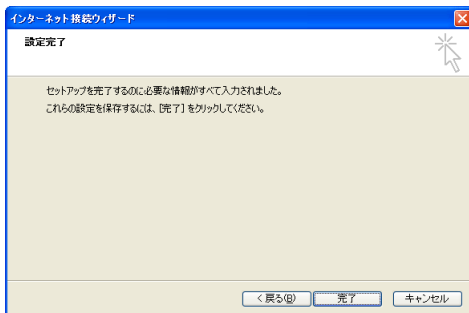 インターネット接続ウィザード
設定完了
セットアップを完了するのに必要な情報がすべて入力されました。
これらの設定を保存するには、[完了] をクリックしてください。
< 戻る(B)
完了
キャンセル